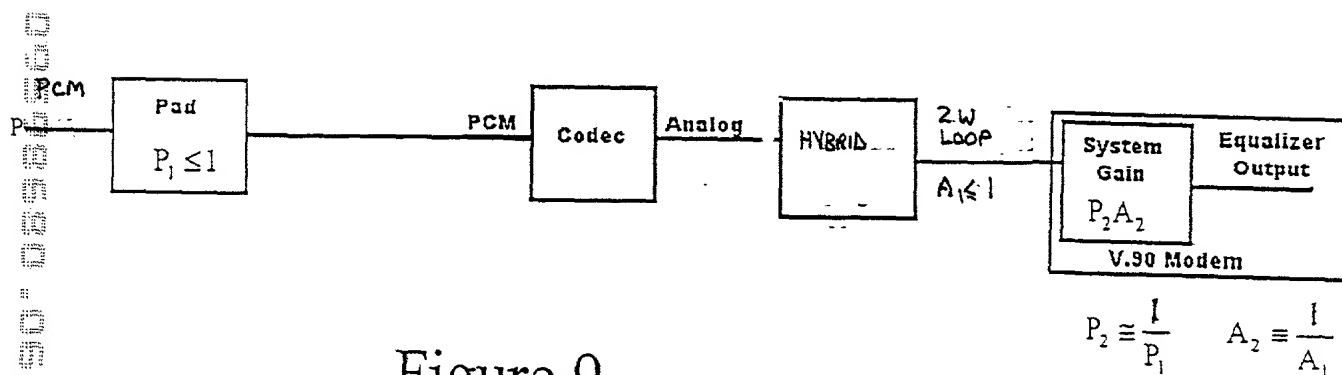 PCM
P
Pad
P₁ ≤ 1
PCM
Codec
Analog
HYBRID
2W
LOOP
A₁ ≤ 1
System
Gain
P₂A₂
Equalizer
Output
V.90 Modem
P₂ ≅ 1/P₁
A₂ ≡ 1/A₁
Figure 9